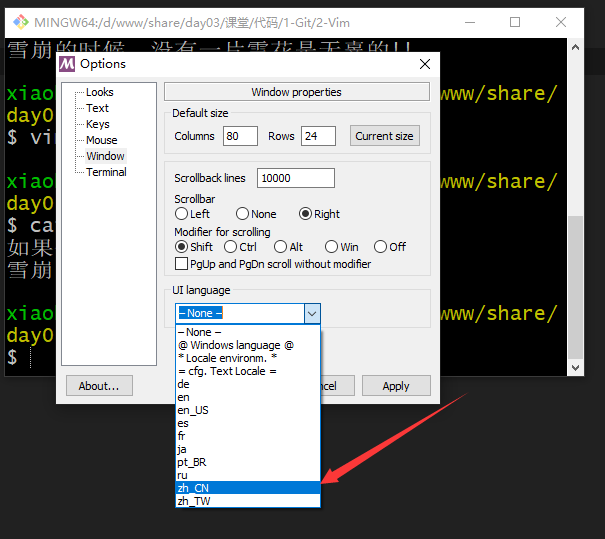 MINGW64:/d/www/share/day03/课堂/代码/1-Git/2-Vim
雪崩的时候，没有一片雪花是无辜的!!
Options
Looks
Text
Keys
Mouse
Window
Terminal
Window properties
Default size
Columns 80 Rows 24 Current size
Scrollback lines 10000
Scrollbar
Left None Right
Modifier for scrolling
Shift Ctrl Alt Win Off
PgUp and PgDn scroll without modifier
UI language
– None –
– None –
@ Windows language @
* Locale environm. *
= cfg. Text Locale =
de
en
en_US
es
fr
ja
pt_BR
ru
zh_CN
zh_TW
About...
ncel
Apply
xiao
www/share/
day0
$ vi
xiao
www/share/
day0
$ ca
如果
雪崩
xiao
www/share/
day0
$